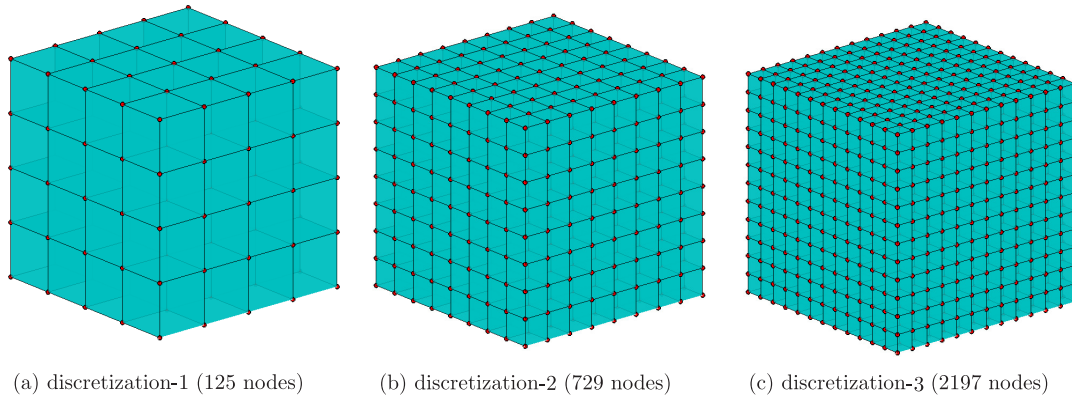 (a) discretization-1 (125 nodes)
(b) discretization-2 (729 nodes)
(c) discretization-3 (2197 nodes)